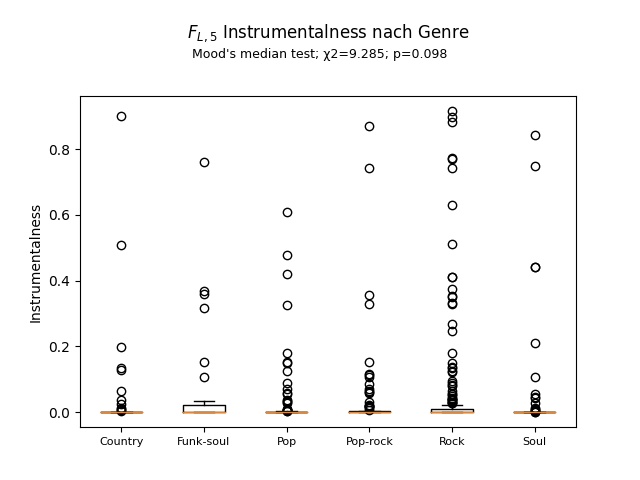 F_{L,5} Instrumentalness nach Genre
Mood's median test; χ2=9.285; p=0.098
Instrumentalness
0.8
0.6
0.4
0.2
0.0
Country Funk-soul Pop Pop-rock Rock Soul